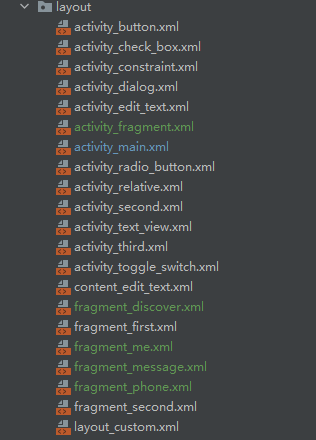 layout
activity_button.xml
activity_check_box.xml
activity_constraint.xml
activity_dialog.xml
activity_edit_text.xml
activity_fragment.xml
activity_main.xml
activity_radio_button.xml
activity_relative.xml
activity_second.xml
activity_text_view.xml
activity_third.xml
activity_toggle_switch.xml
content_edit_text.xml
fragment_discover.xml
fragment_first.xml
fragment_me.xml
fragment_message.xml
fragment_phone.xml
fragment_second.xml
layout_custom.xml